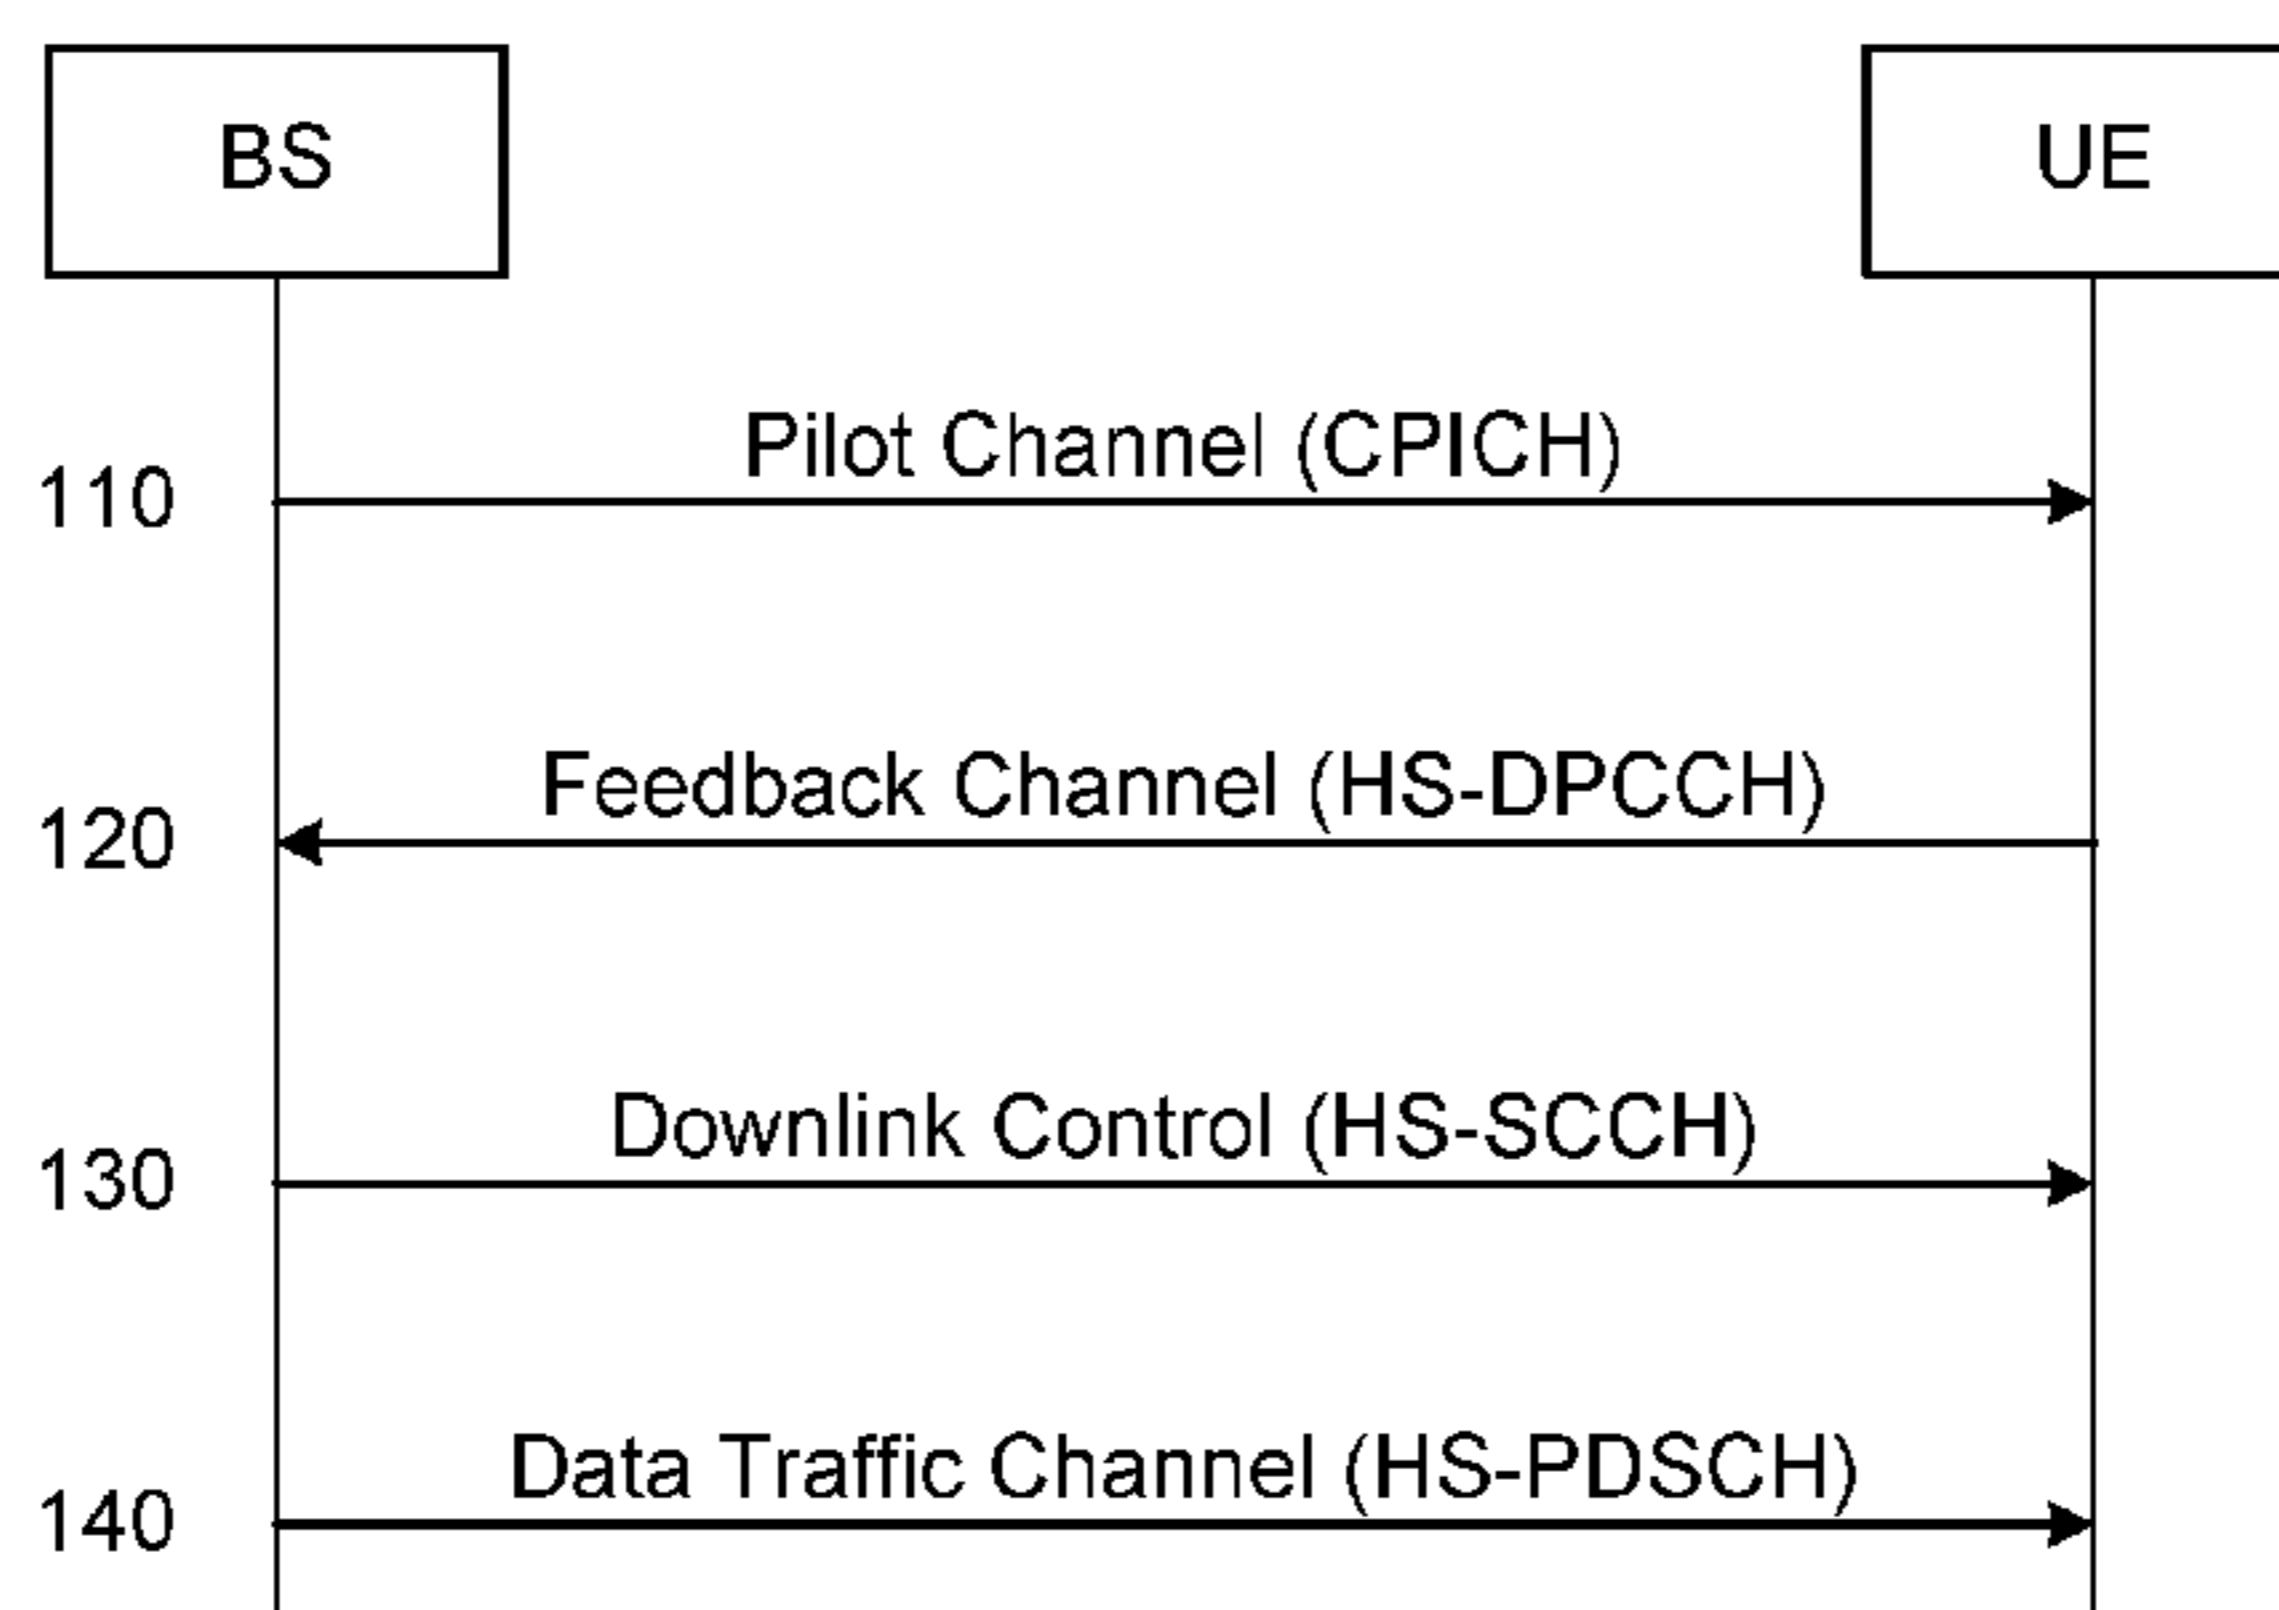 BS
UE
Pilot Channel (CPICH)
110
Feedback Channel (HS-DPCCH)
120
Downlink Control (HS-SCCH)
130
Data Traffic Channel (HS-PDSCH)
140